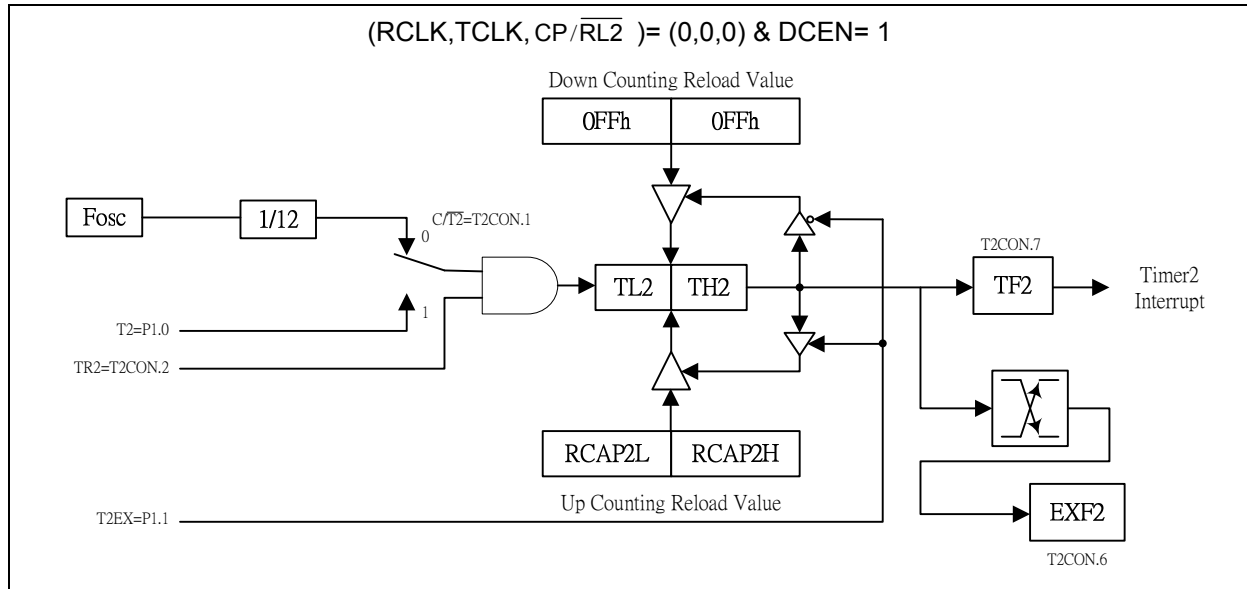 (RCLK,TCLK, CP/RL2 )= (0,0,0) & DCEN= 1
Down Counting Reload Value
0FFh 0FFh
Fosc
1/12
C/T2=T2CON.1
0
1
T2=P1.0
TR2=T2CON.2
TL2 TH2
T2CON.7
TF2
Timer2
Interrupt
RCAP2L RCAP2H
Up Counting Reload Value
T2EX=P1.1
EXF2
T2CON.6